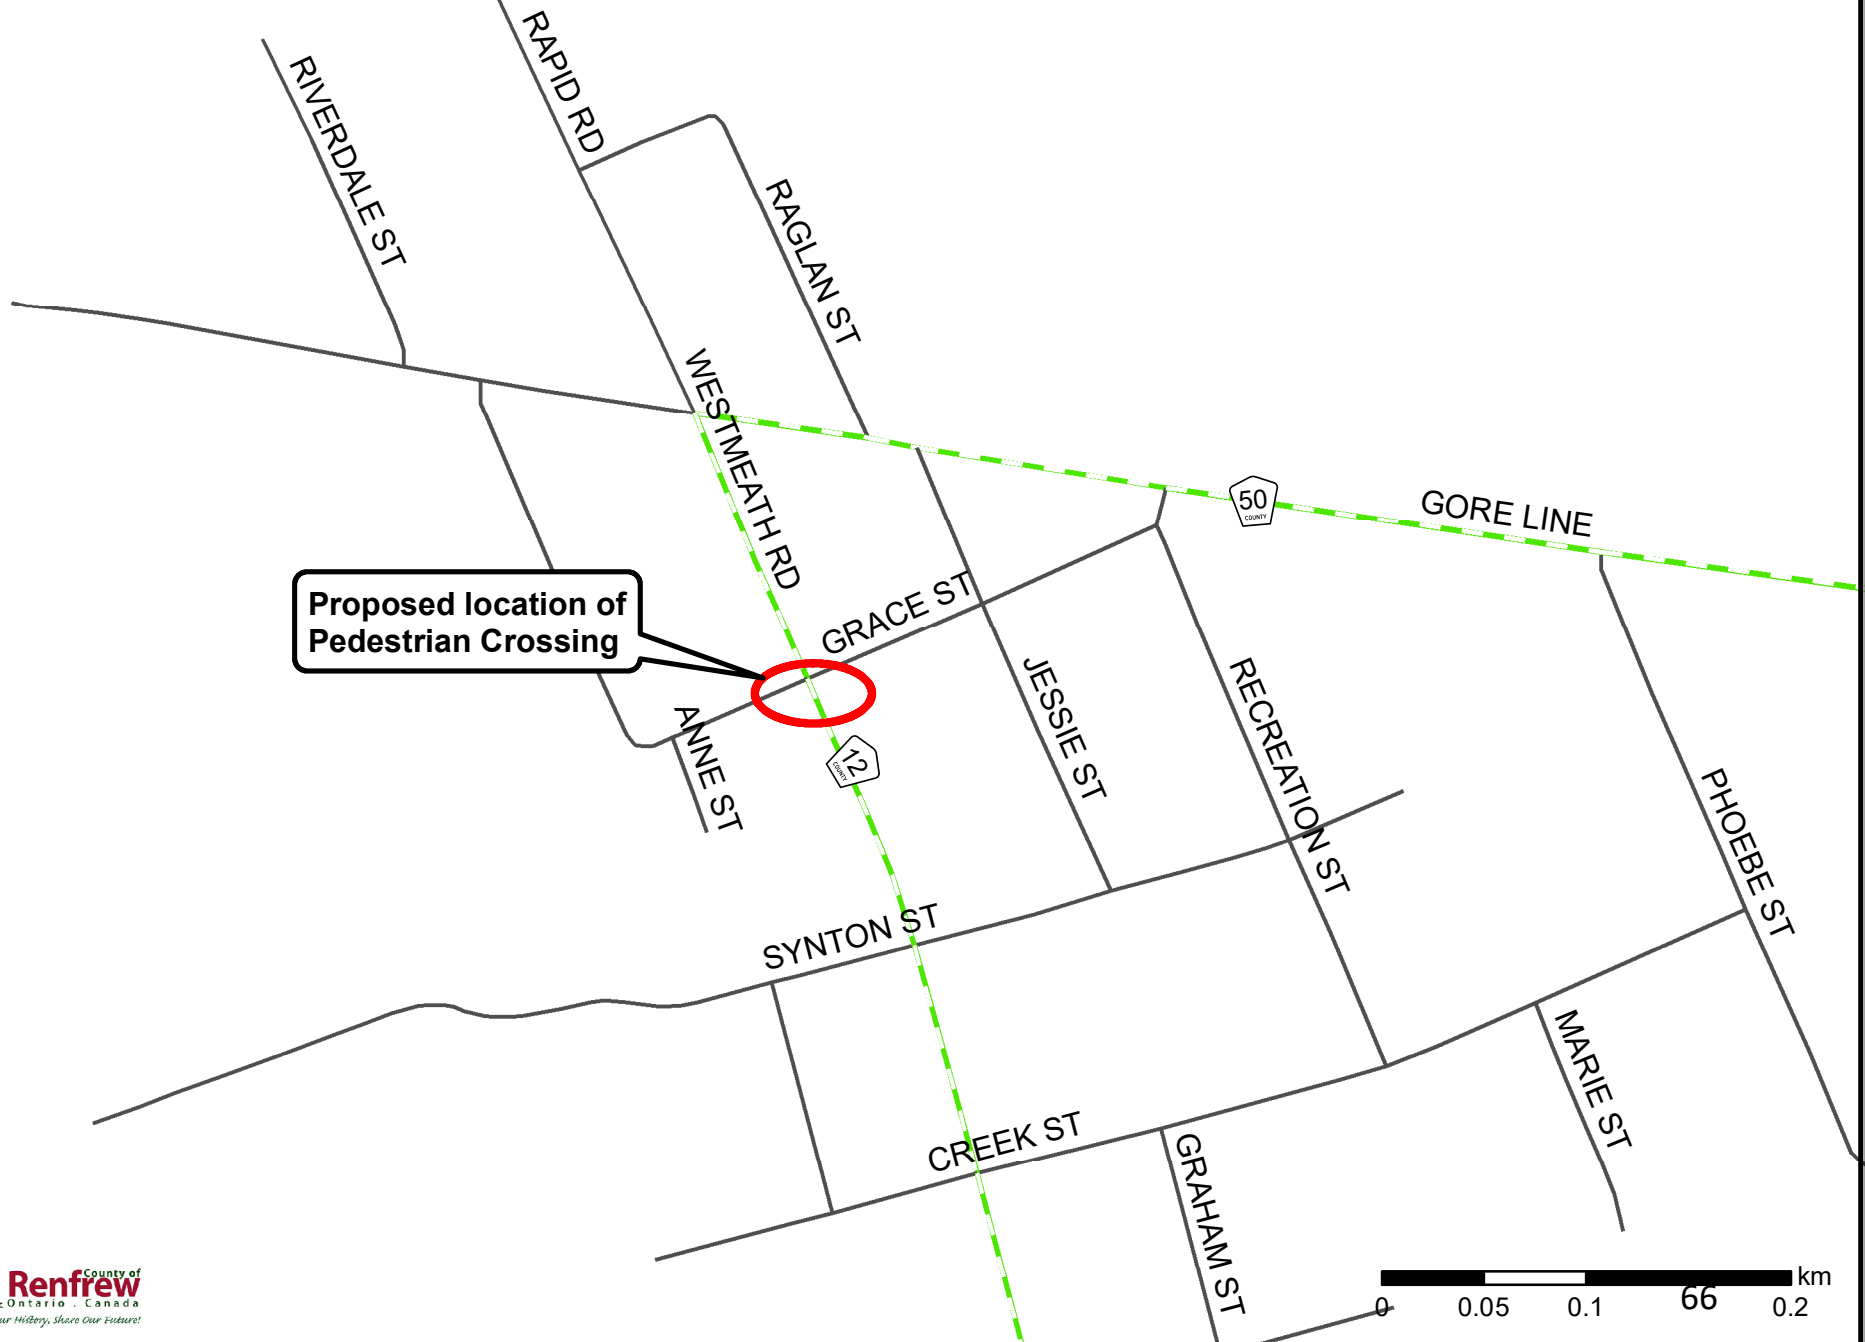 RAPID RD
RIVERDALE ST
RAGLAN ST
WESTMEATH RD
50
COUNTY
GORE LINE
Proposed location of
Pedestrian Crossing
GRACE ST
ANNE ST
12
COUNTY
JESSIE ST
RECREATION ST
PHOEBE ST
SYNTON ST
MARIE ST
CREEK ST
GRAHAM ST
County of
Renfrew
Ontario . Canada
ur History, Share Our Future!
km
0 0.05 0.1 0.2
66